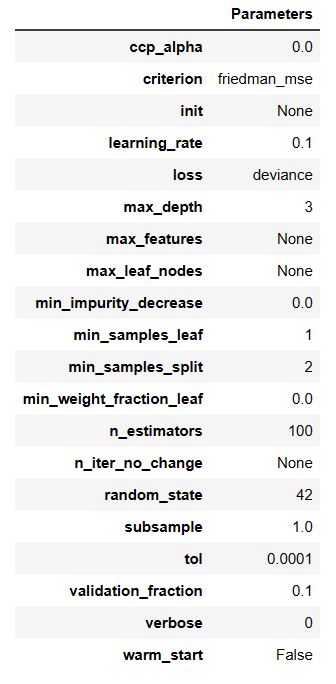 Parameters
ccp_alpha 0.0
criterion friedman_mse
init None
learning_rate 0.1
loss deviance
max_depth 3
max_features None
max_leaf_nodes None
min_impurity_decrease 0.0
min_samples_leaf 1
min_samples_split 2
min_weight_fraction_leaf 0.0
n_estimators 100
n_iter_no_change None
random_state 42
subsample 1.0
tol 0.0001
validation_fraction 0.1
verbose 0
warm_start False